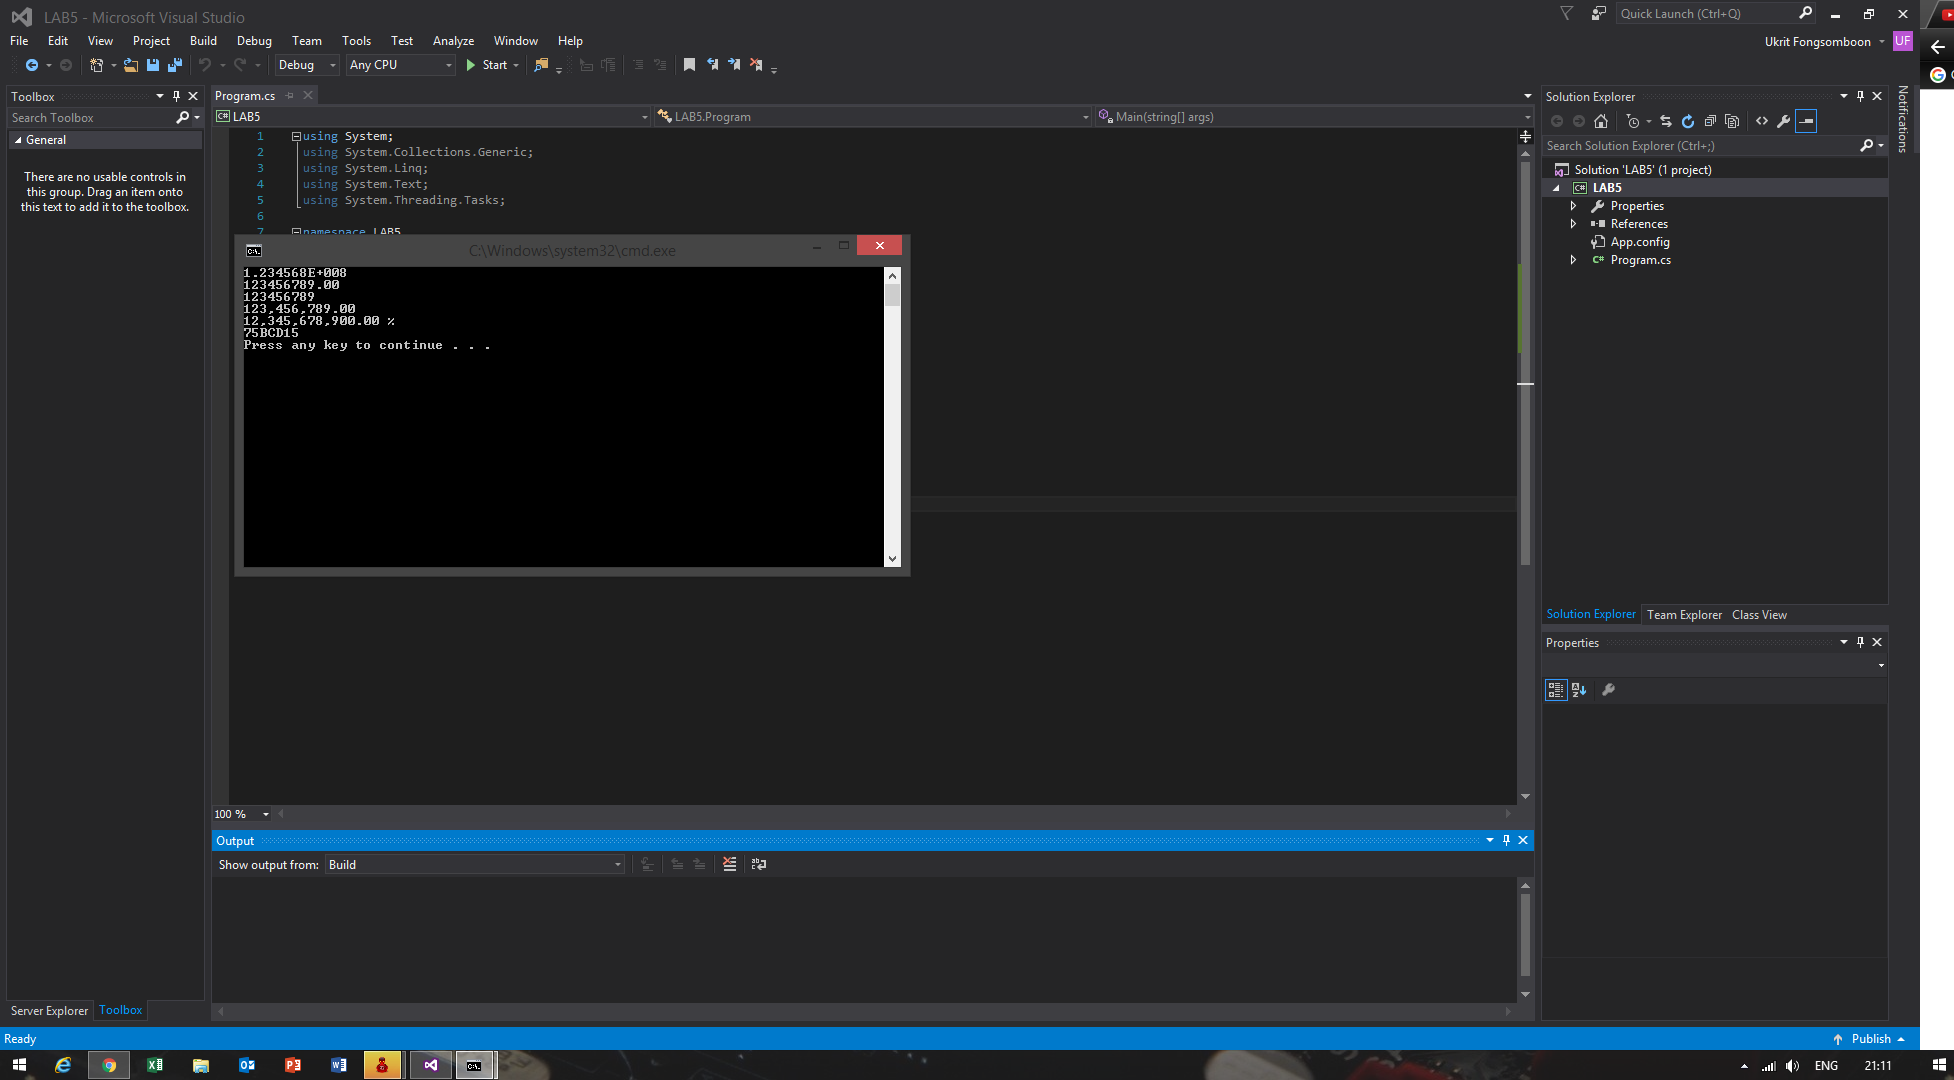 LAB5 - Microsoft Visual Studio
Quick Launch (Ctrl+Q)
File Edit View Project Build Debug Team Tools Test Analyze Window Help
Ukrit Fongsomboon UF
Debug Any CPU Start
Toolbox
Search Toolbox
General
There are no usable controls in
this group. Drag an item onto
this text to add it to the toolbox.
Server Explorer Toolbox
Program.cs
C# LAB5 LAB5.Program Main(string[] args)
1 using System;
2 using System.Collections.Generic;
3 using System.Linq;
4 using System.Text;
5 using System.Threading.Tasks;
6
7 namespace LAB5
C:\Windows\system32\cmd.exe
1.234568E+008
123456789.00
123456789
123,456,789.00
12,345,678,900.00 %
75BCD15
Press any key to continue . . .
100 %
Output
Show output from: Build
Solution Explorer
Search Solution Explorer (Ctrl+;)
Solution 'LAB5' (1 project)
C# LAB5
Properties
References
App.config
C# Program.cs
Solution Explorer Team Explorer Class View
Properties
Notifications
Ready
Publish
ENG 21:11